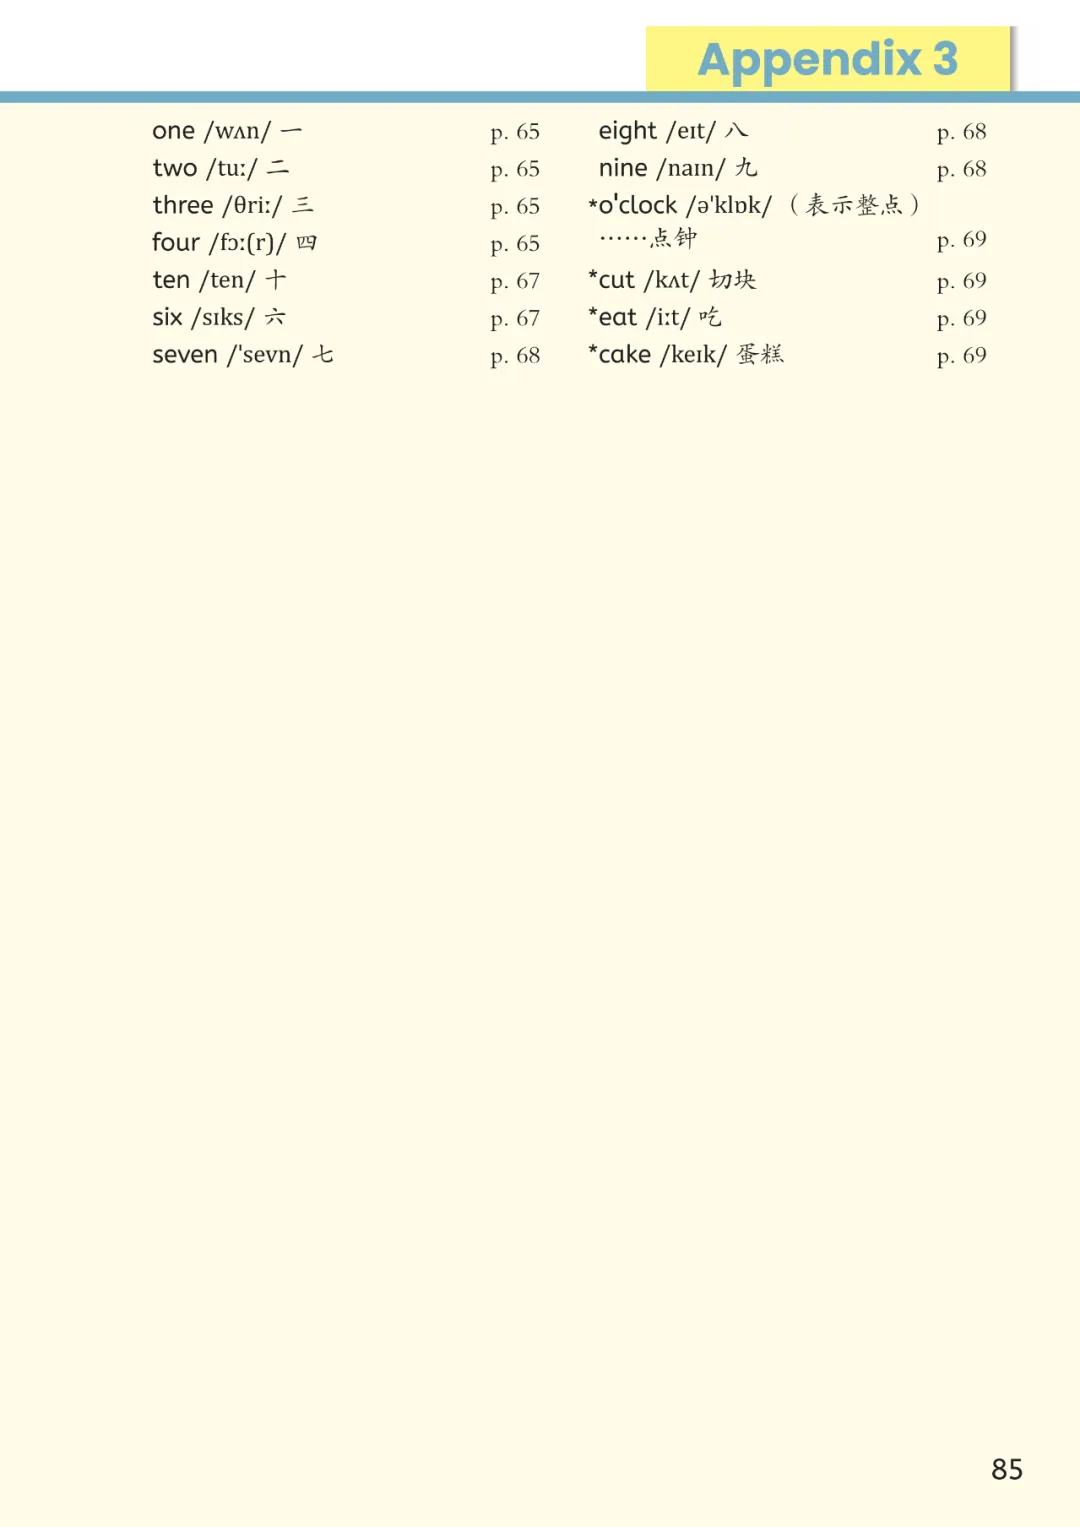 Appendix 3
one /wʌn/ 一 p. 65
two /tuː/ 二 p. 65
three /θriː/ 三 p. 65
four /fɔː(r)/ 四 p. 65
ten /ten/ 十 p. 67
six /sɪks/ 六 p. 67
seven /ˈsevn/ 七 p. 68
eight /eɪt/ 八 p. 68
nine /naɪn/ 九 p. 68
*o'clock /əˈklɒk/（表示整点）
……点钟 p. 69
*cut /kʌt/ 切块 p. 69
*eat /iːt/ 吃 p. 69
*cake /keɪk/ 蛋糕 p. 69
85